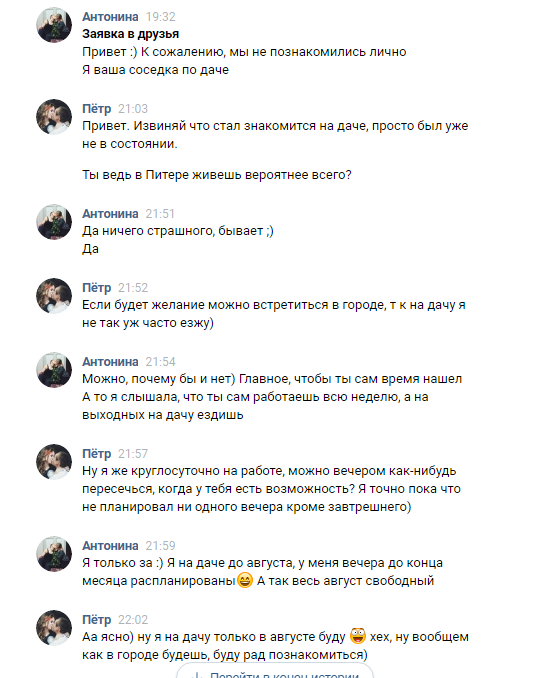 Антонина 19:32
Заявка в друзья
Привет :) К сожалению, мы не познакомились лично
Я ваша соседка по даче
Пётр 21:03
Привет. Извиняй что стал знакомится на даче, просто был уже
не в состоянии.
Ты ведь в Питере живешь вероятнее всего?
Антонина 21:51
Да ничего страшного, бывает ;)
Да
Пётр 21:52
Если будет желание можно встретиться в городе, т к на дачу я
не так уж часто езжу)
Антонина 21:54
Можно, почему бы и нет) Главное, чтобы ты сам время нашел
А то я слышала, что ты сам работаешь всю неделю, а на
выходных на дачу ездишь
Пётр 21:57
Ну я же круглосуточно на работе, можно вечером как-нибудь
пересечься, когда у тебя есть возможность? Я точно пока что
не планировал ни одного вечера кроме завтрешнего)
Антонина 21:59
Я только за :) Я на даче до августа, у меня вечера до конца
месяца распланированы😄 А так весь август свободный
Пётр 22:02
Аа ясно) ну я на дачу только в августе буду 😜 хех, ну вообщем
как в городе будешь, буду рад познакомиться)
Перейти в конец истории